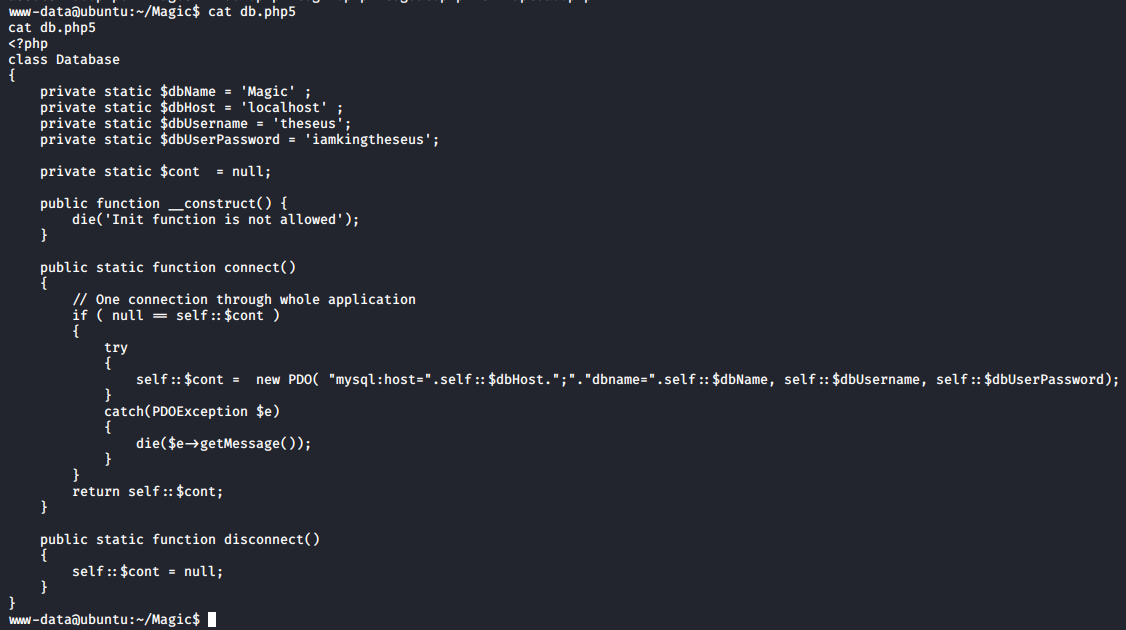 www-data@ubuntu:~/Magic$ cat db.php5
cat db.php5
<?php
class Database
{
    private static $dbName = 'Magic' ;
    private static $dbHost = 'localhost' ;
    private static $dbUsername = 'theseus';
    private static $dbUserPassword = 'iamkingtheseus';

    private static $cont  = null;

    public function __construct() {
        die('Init function is not allowed');
    }

    public static function connect()
    {
        // One connection through whole application
        if ( null == self::$cont )
        {
            try
            {
                self::$cont =  new PDO( "mysql:host=".self::$dbHost.";"."dbname=".self::$dbName, self::$dbUsername, self::$dbUserPassword);
            }
            catch(PDOException $e)
            {
                die($e->getMessage());
            }
        }
        return self::$cont;
    }

    public static function disconnect()
    {
        self::$cont = null;
    }
}
www-data@ubuntu:~/Magic$